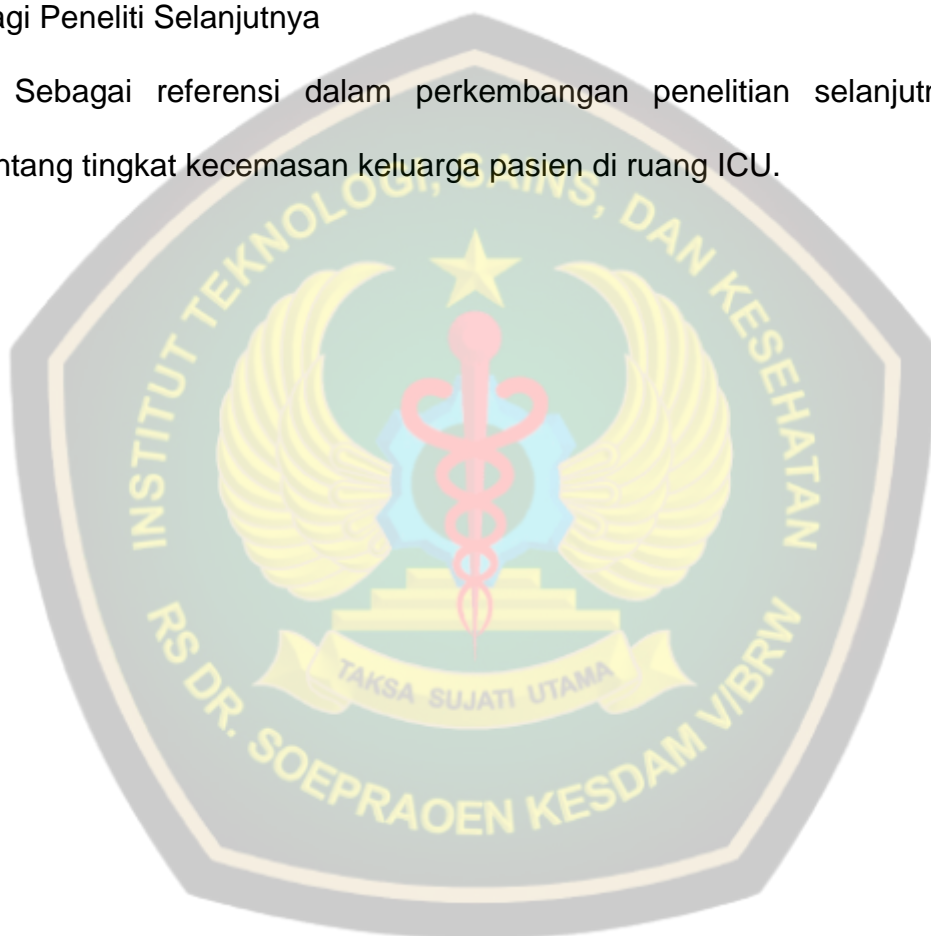 agi Peneliti Selanjutnya
Sebagai referensi dalam perkembangan penelitian selanjutn
ntang tingkat kecemasan keluarga pasien di ruang ICU.
INSTITUT TEKNOLOGI, SAINS, DAN KESEHATAN
TAKSA SUJATI UTAMA
RS DR. SOEPRAOEN KESDAM V/BRW